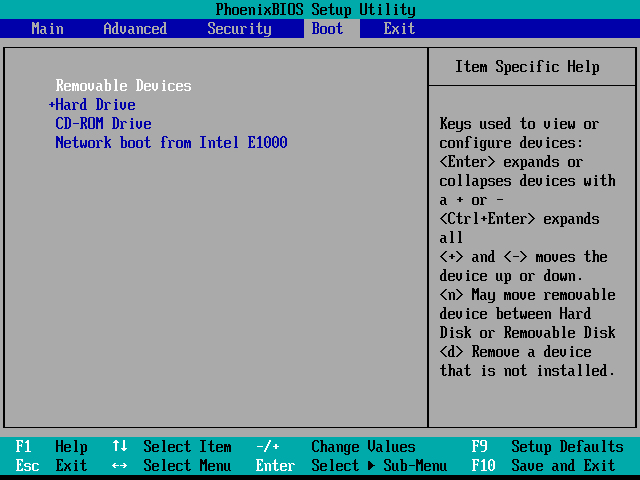 PhoenixBIOS Setup Utility
Main Advanced Security Boot Exit
Removable Devices
+Hard Drive
CD-ROM Drive
Network boot from Intel E1000
Item Specific Help
Keys used to view or
configure devices:
<Enter> expands or
collapses devices with
a + or -
<Ctrl+Enter> expands
all
<+> and <-> moves the
device up or down.
<n> May move removable
device between Hard
Disk or Removable Disk
<d> Remove a device
that is not installed.
F1 Help ↑↓ Select Item -/+ Change Values F9 Setup Defaults
Esc Exit ↔ Select Menu Enter Select ▶ Sub-Menu F10 Save and Exit